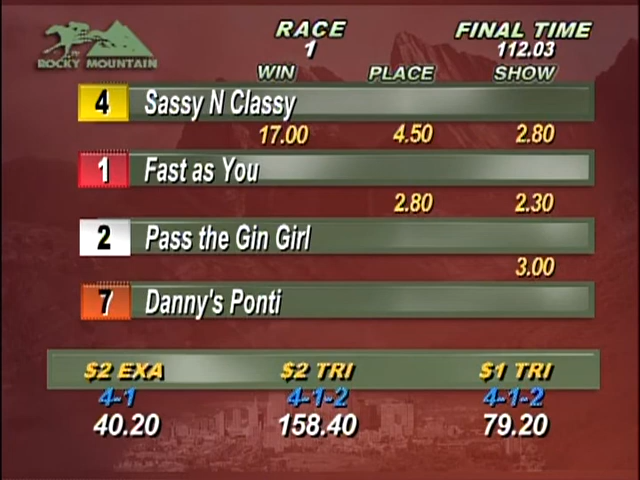 RACE FINAL TIME
1 112.03
ROCKY MOUNTAIN
WIN PLACE SHOW
4 Sassy N Classy
17.00 4.50 2.80
1 Fast as You
2.80 2.30
2 Pass the Gin Girl
3.00
7 Danny's Ponti
$2 EXA $2 TRI $1 TRI
4-1 4-1-2 4-1-2
40.20 158.40 79.20